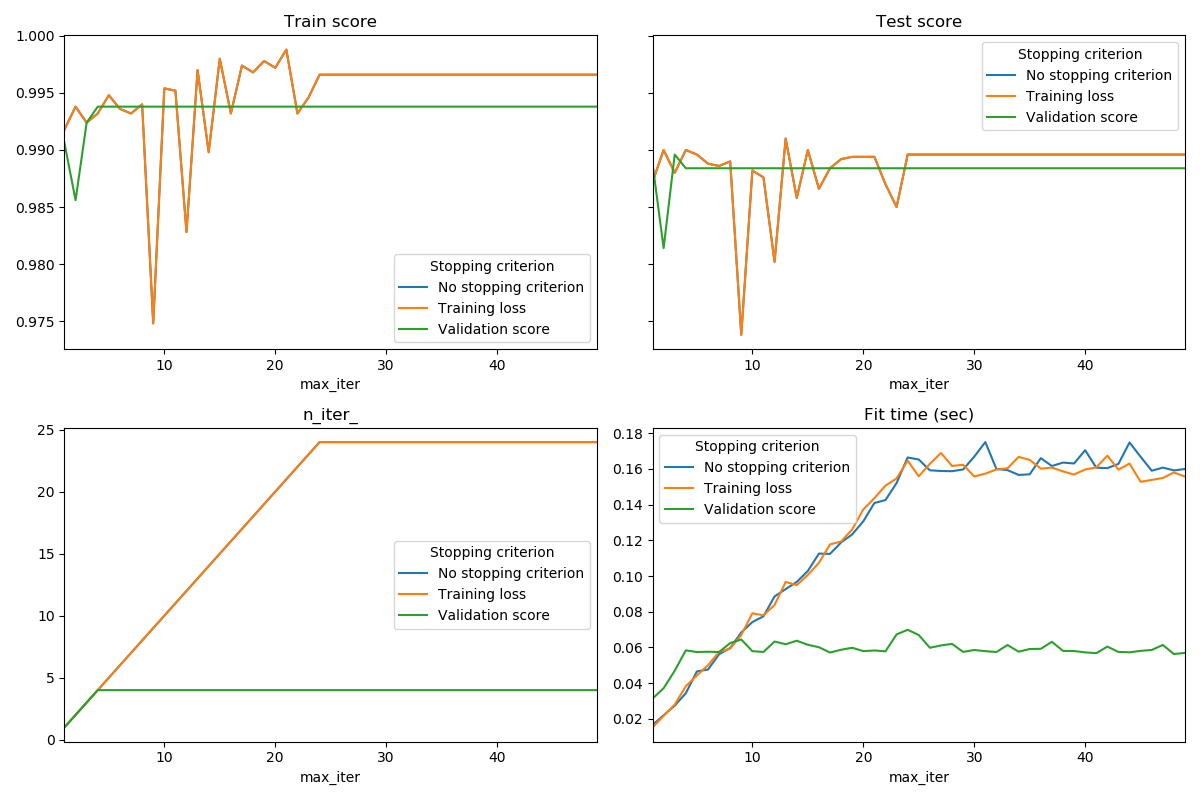 Train score
1.000
0.995
0.990
0.985
0.980
0.975
Stopping criterion
No stopping criterion
Training loss
Validation score
10 20 30 40
max_iter
Test score
Stopping criterion
No stopping criterion
Training loss
Validation score
10 20 30 40
max_iter
n_iter_
25
20
15
10
5
0
Stopping criterion
No stopping criterion
Training loss
Validation score
10 20 30 40
max_iter
Fit time (sec)
0.18
0.16
0.14
0.12
0.10
0.08
0.06
0.04
0.02
Stopping criterion
No stopping criterion
Training loss
Validation score
10 20 30 40
max_iter